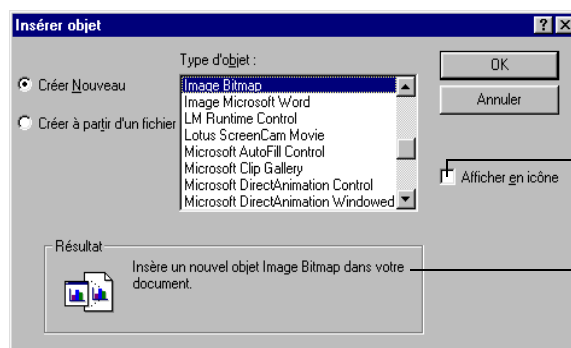 Insérer objet
Type d'objet :
Créer Nouveau
Créer à partir d'un fichier
Image Bitmap
Image Microsoft Word
LM Runtime Control
Lotus ScreenCam Movie
Microsoft AutoFill Control
Microsoft Clip Gallery
Microsoft DirectAnimation Control
Microsoft DirectAnimation Windowed
OK
Annuler
Afficher en icône
Résultat
Insère un nouvel objet Image Bitmap dans votre
document.